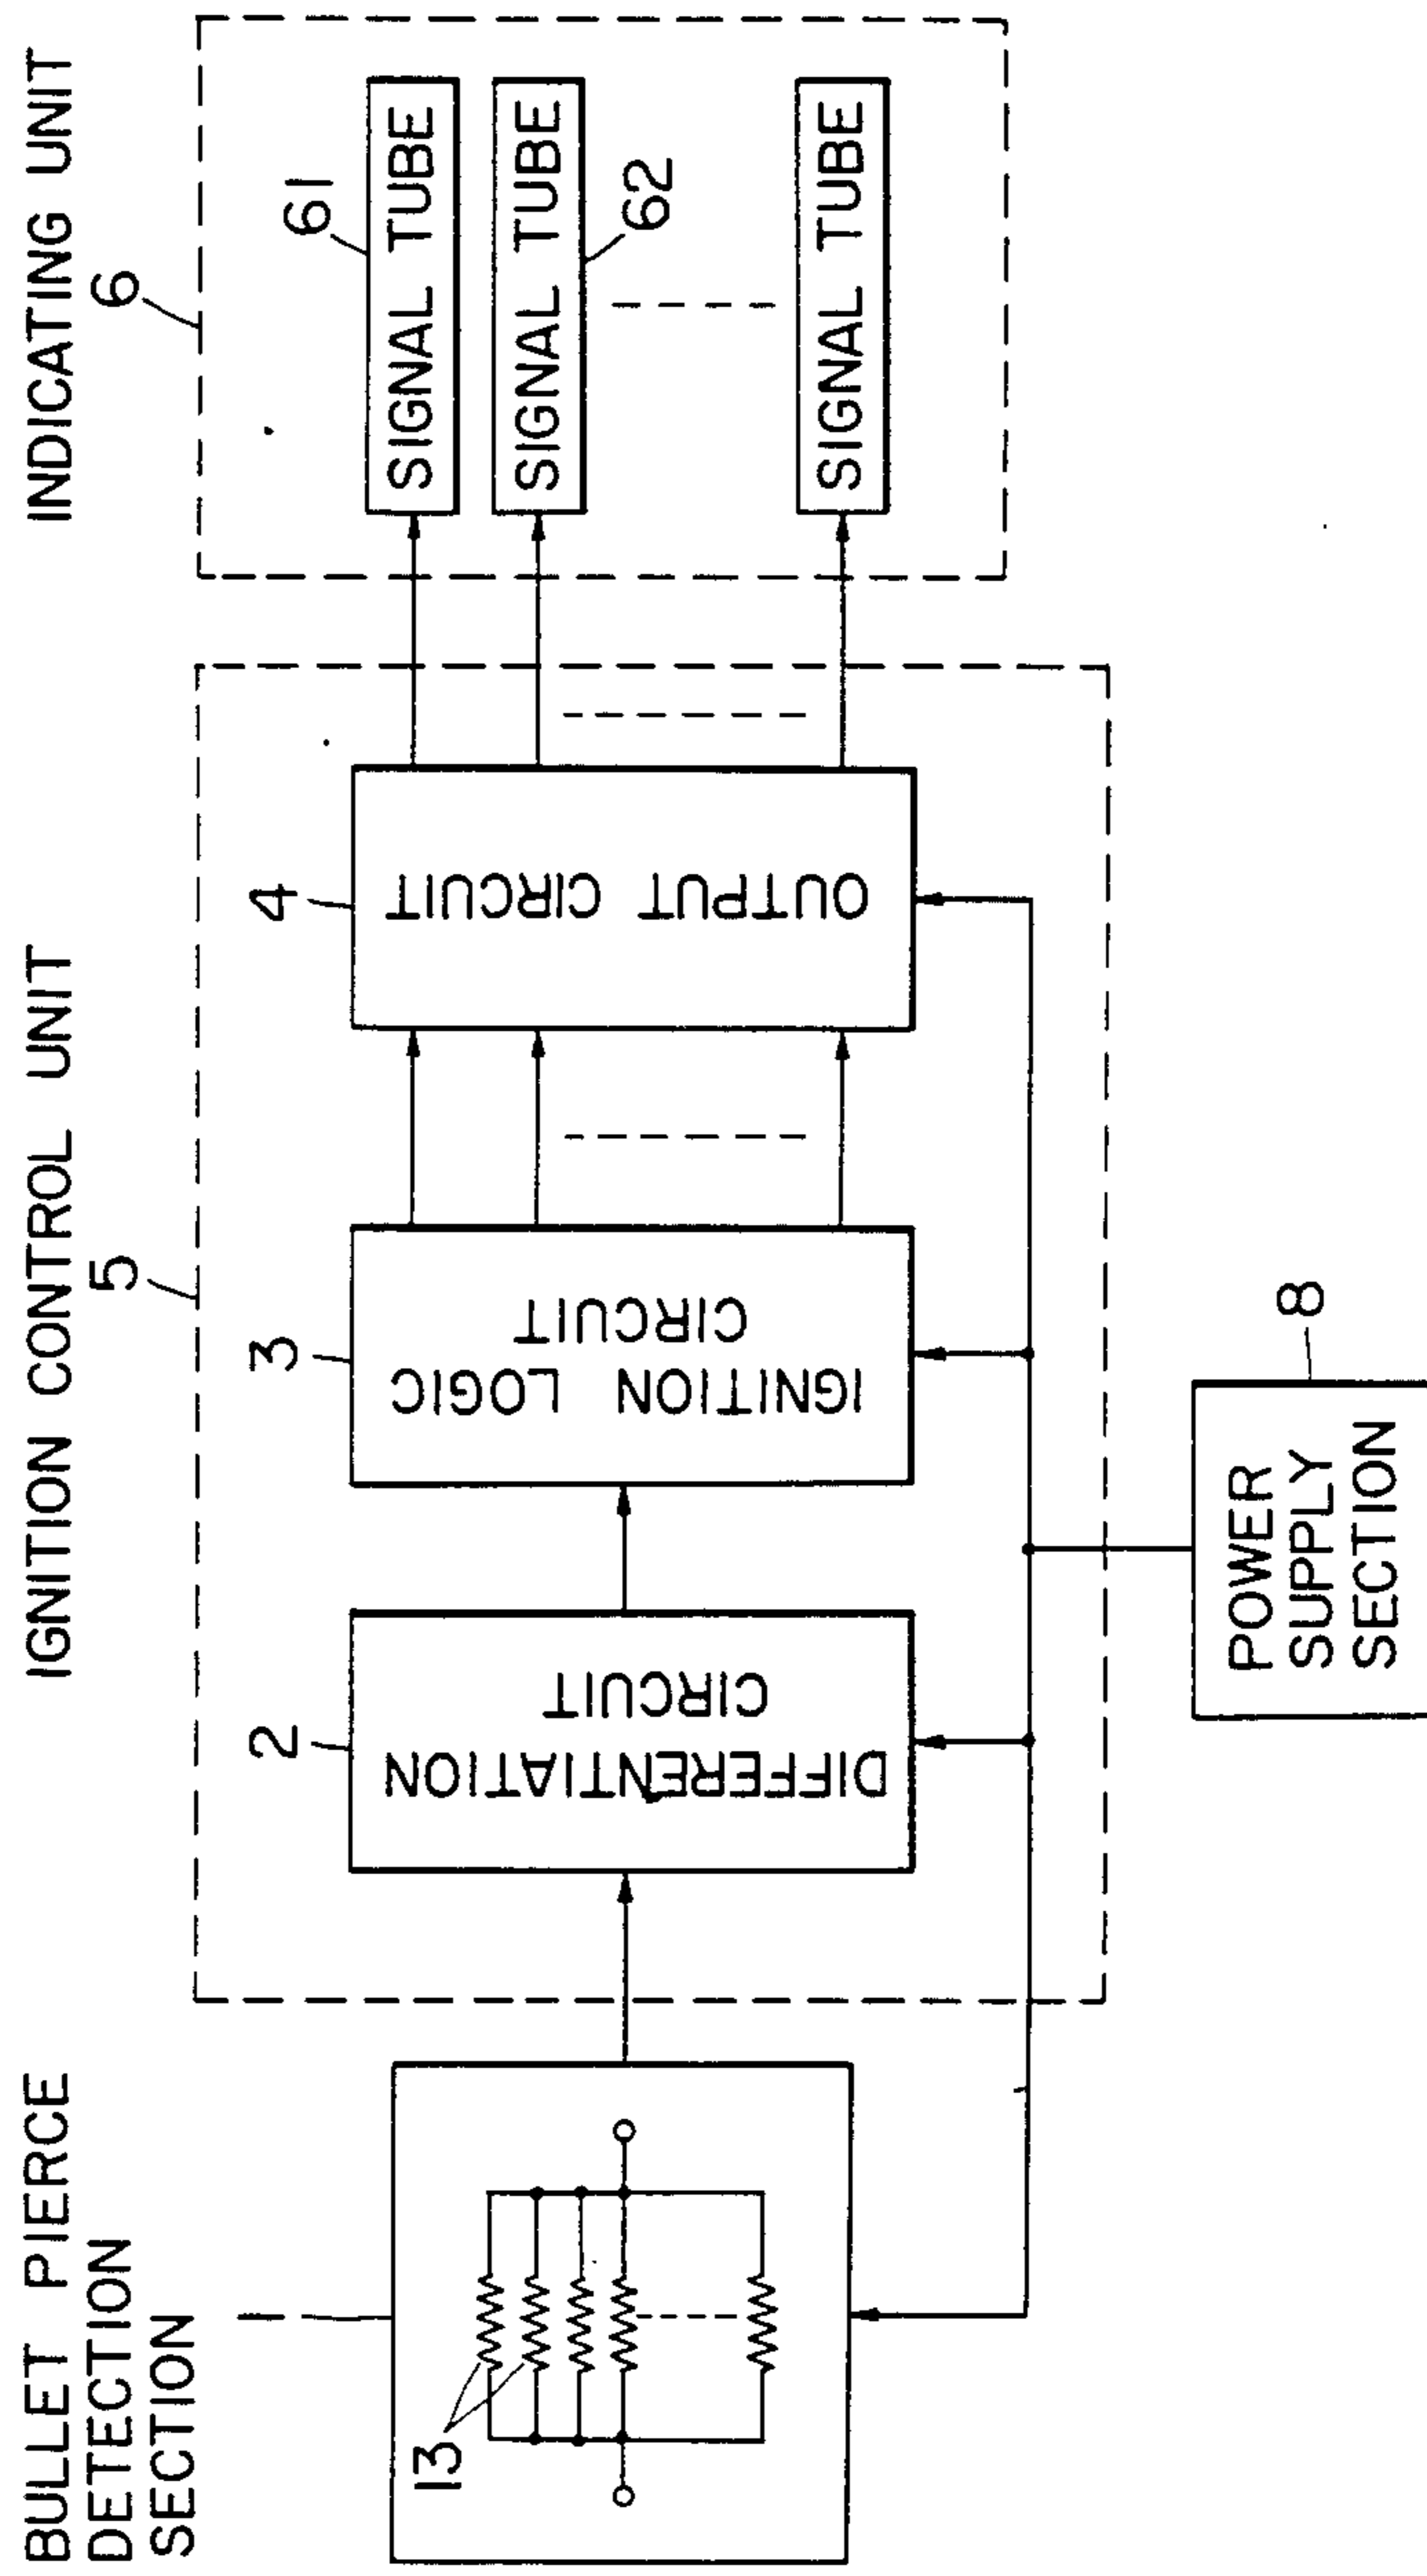 BULLET PIERCE
DETECTION
SECTION
13
IGNITION CONTROL UNIT
5
2
DIFFERENTIATION
CIRCUIT
3
IGNITION LOGIC
CIRCUIT
4
OUTPUT CIRCUIT
INDICATING UNIT
6
61
SIGNAL TUBE
SIGNAL TUBE
62
SIGNAL TUBE
8
POWER
SUPPLY
SECTION